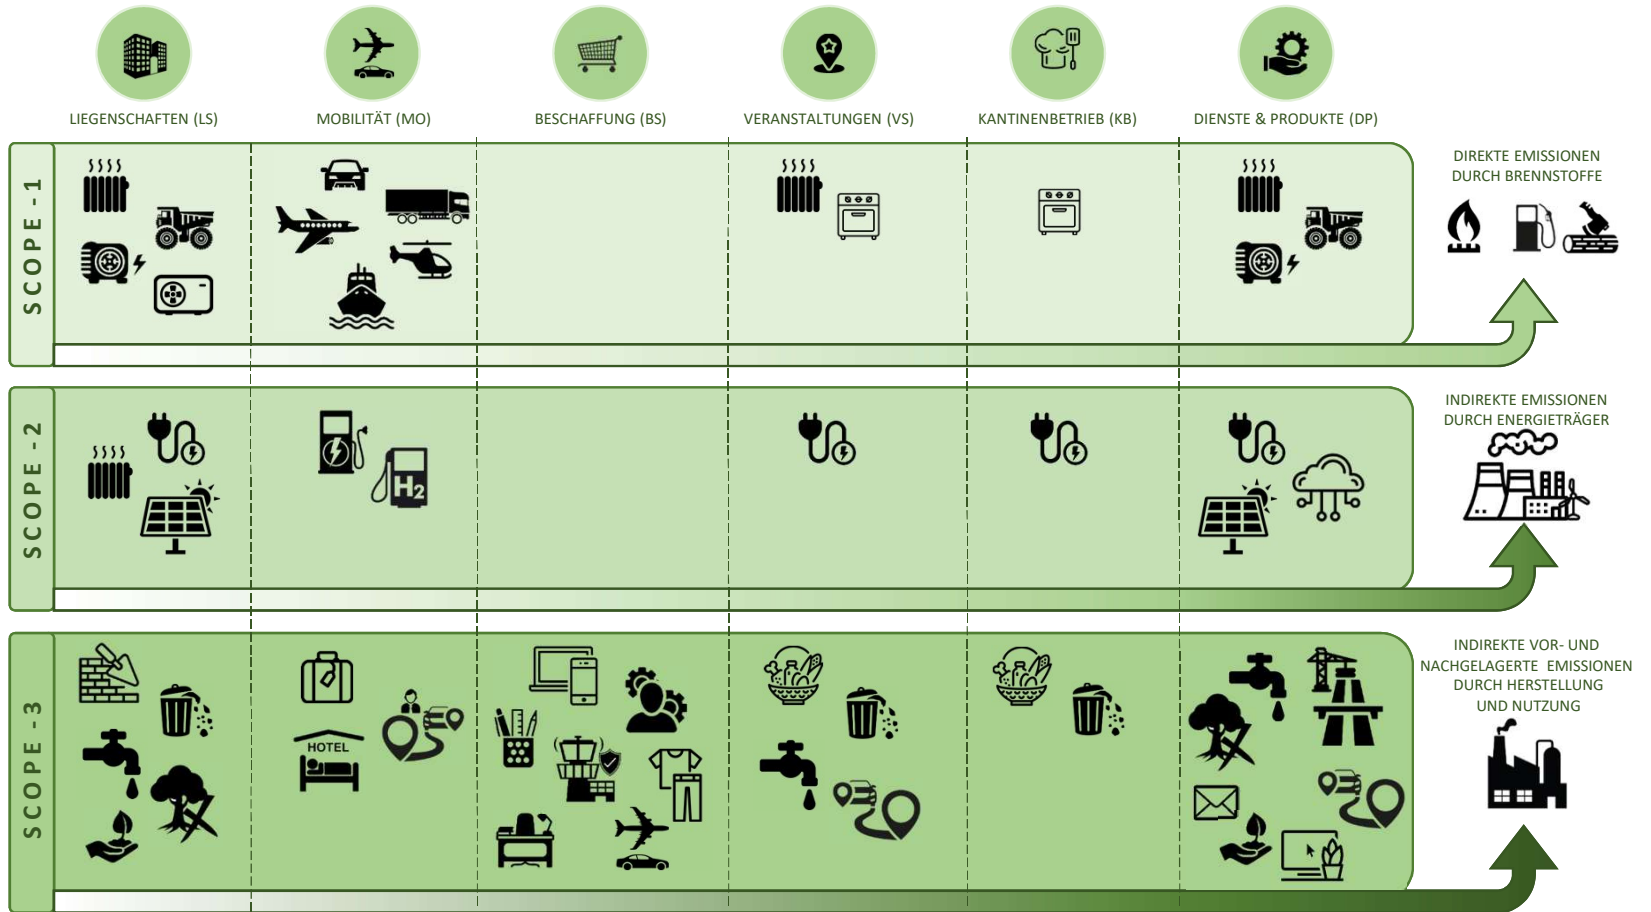 LIEGENSCHAFTEN (LS)
MOBILITÄT (MO)
BESCHAFFUNG (BS)
VERANSTALTUNGEN (VS)
KANTINENBETRIEB (KB)
DIENSTE & PRODUKTE (DP)
SCOPE -1
DIREKTE EMISSIONEN
DURCH BRENNSTOFFE
SCOPE -2
H2
INDIREKTE EMISSIONEN
DURCH ENERGIETRÄGER
SCOPE -3
HOTEL
INDIREKTE VOR- UND
NACHGELAGERTE EMISSIONEN
DURCH HERSTELLUNG
UND NUTZUNG